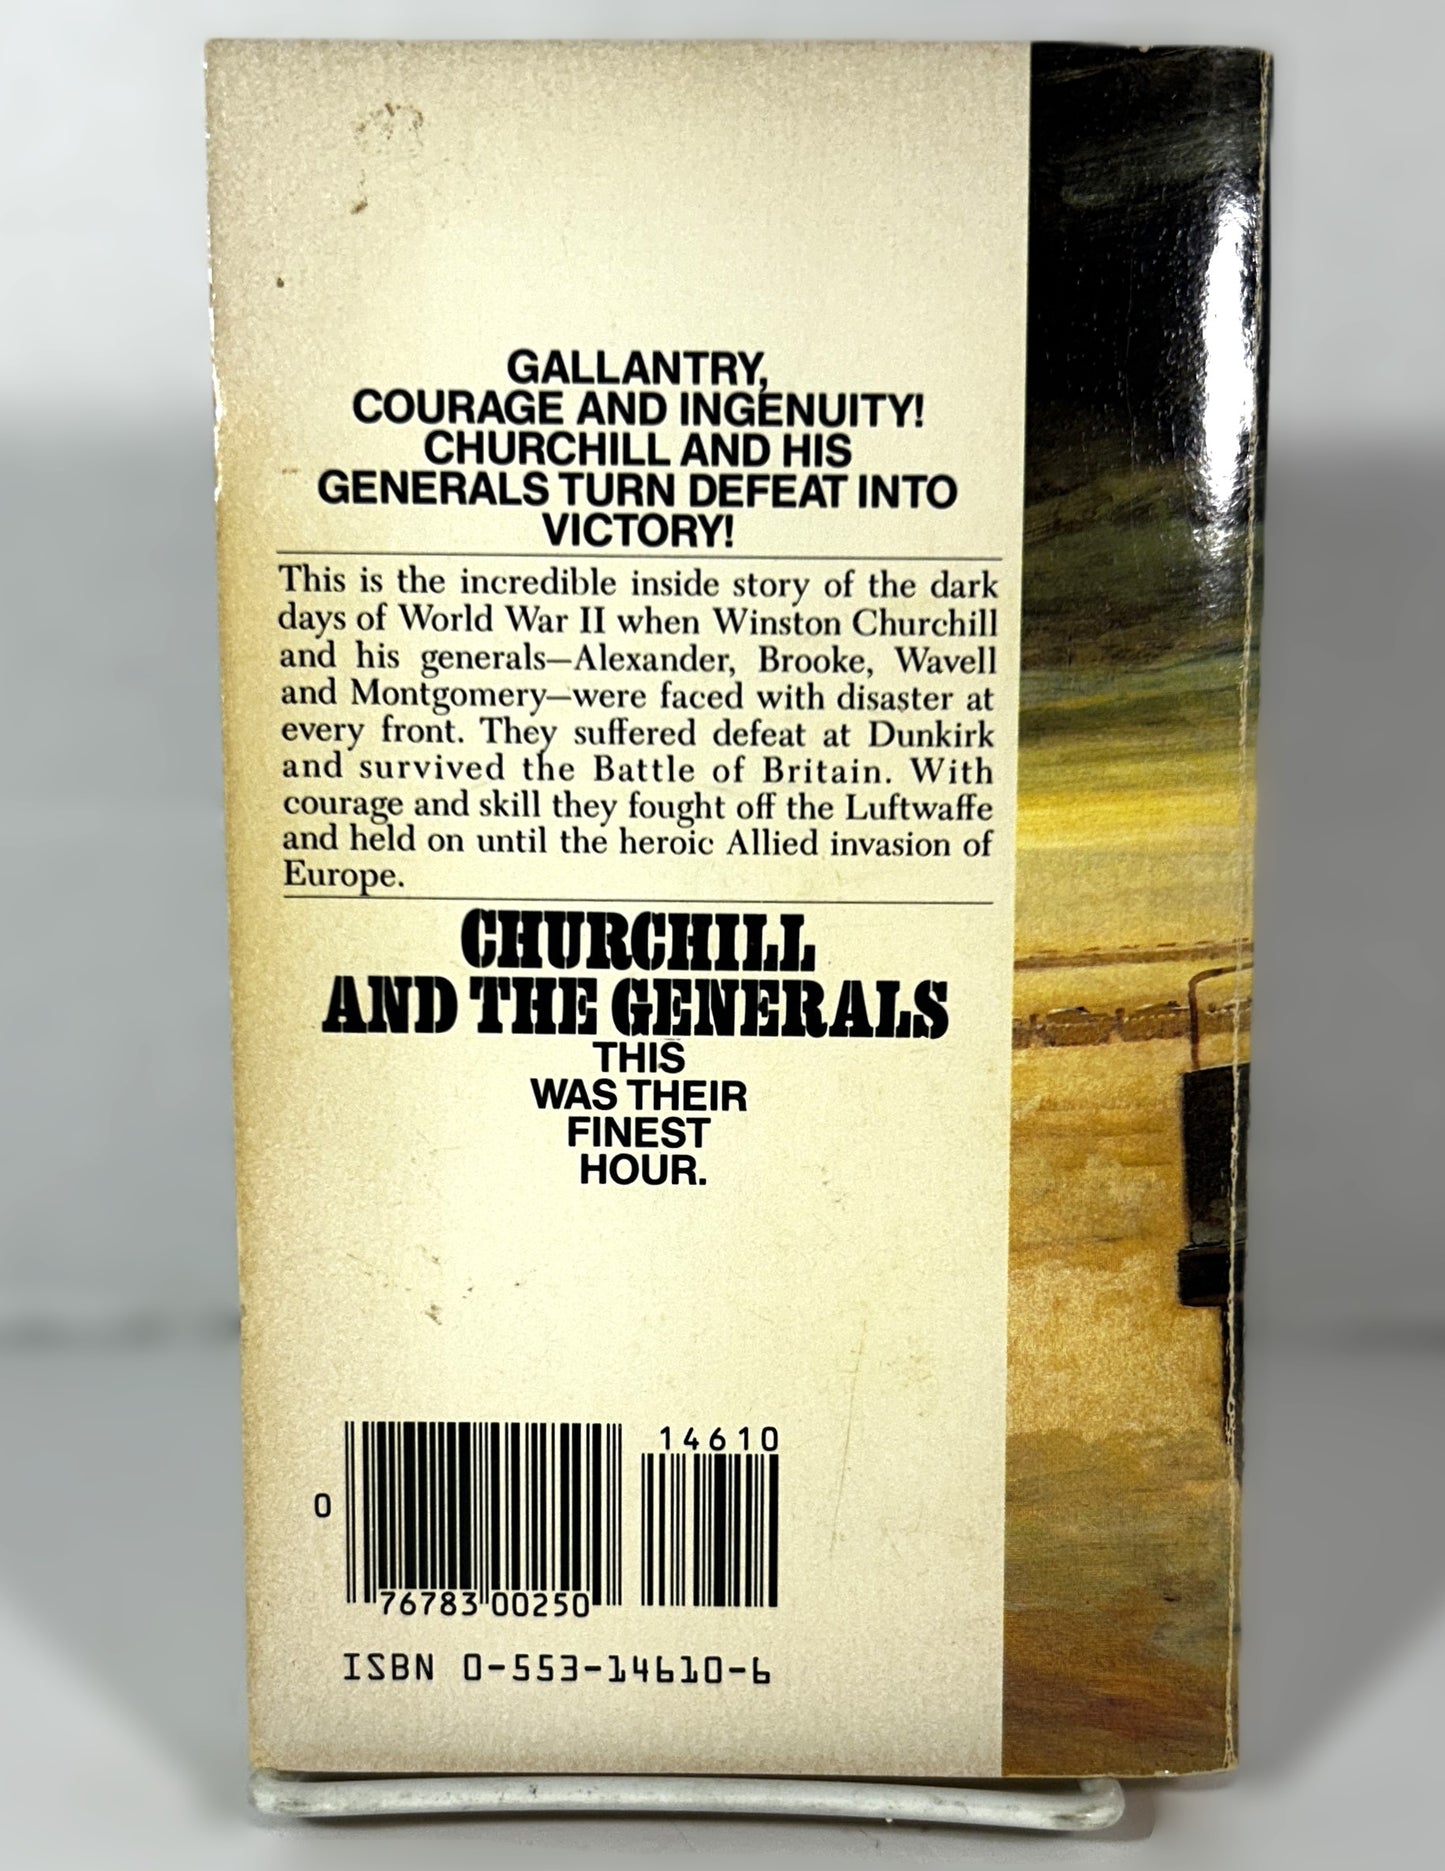 GALLANTRY,
COURAGE AND INGENUITY!
CHURCHILL AND HIS
GENERALS TURN DEFEAT INTO
VICTORY!
This is the incredible inside story of the dark
days of World War II when Winston Churchill
and his generals—Alexander, Brooke, Wavell
and Montgomery—were faced with disaster at
every front. They suffered defeat at Dunkirk
and survived the Battle of Britain. With
courage and skill they fought off the Luftwaffe
and held on until the heroic Allied invasion of
Europe.
CHURCHILL
AND THE GENERALS
THIS
WAS THEIR
FINEST
HOUR.
14610
0
76783 00250
ISBN 0-553-14610-6